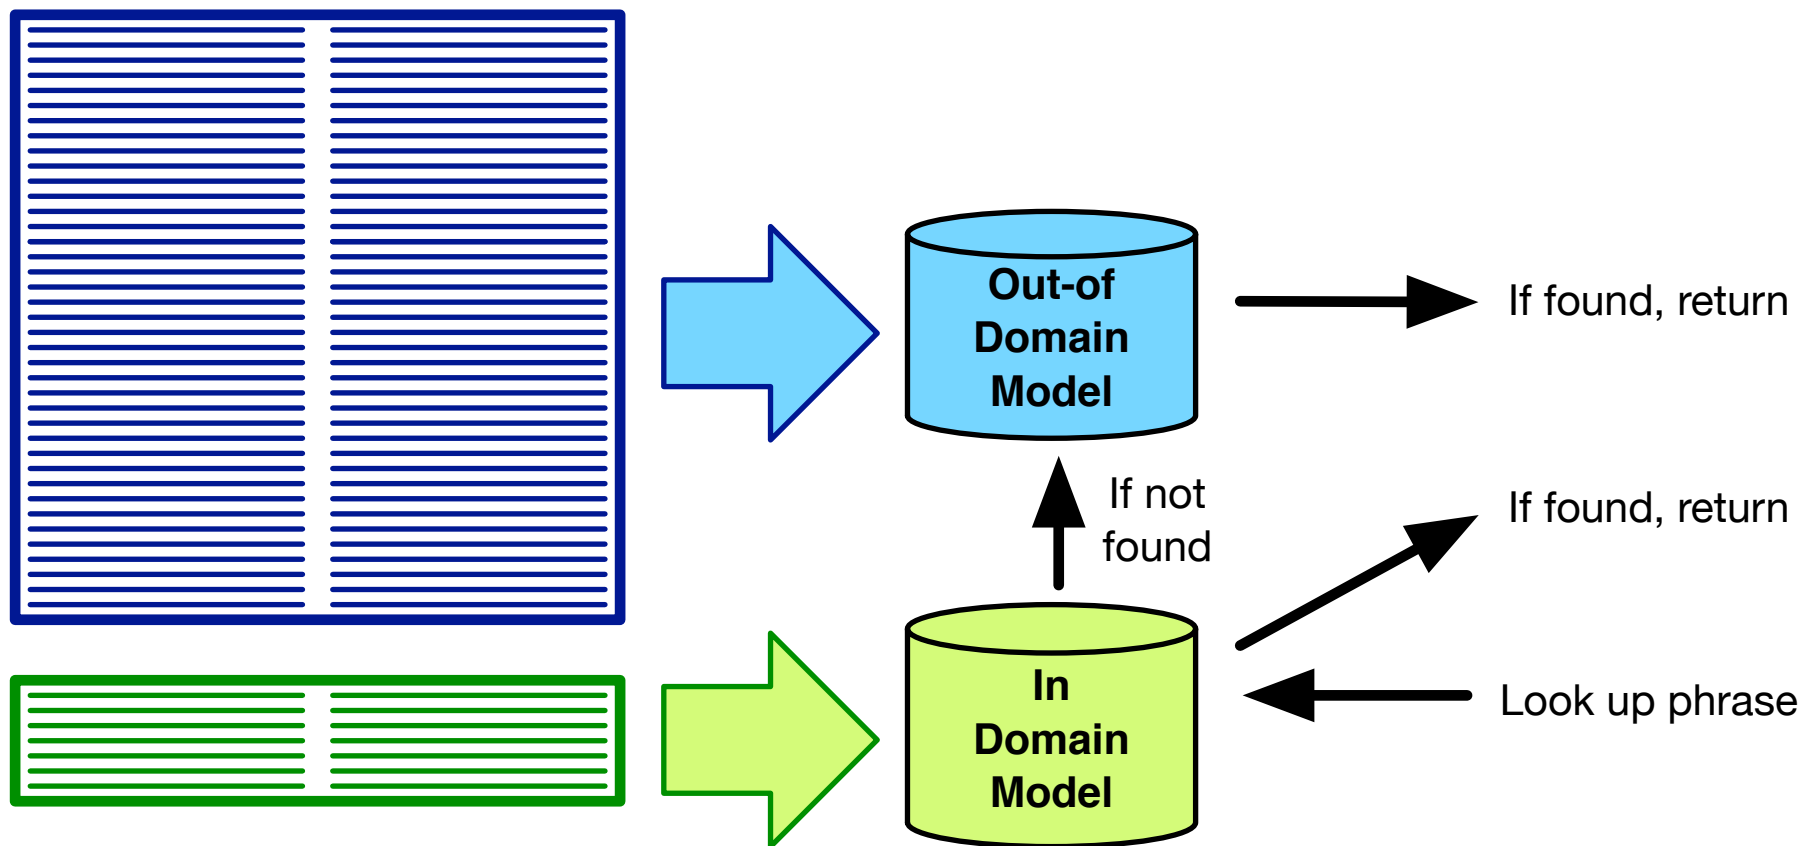 Out-of
Domain
Model
If found, return
If not
found
If found, return
In
Domain
Model
Look up phrase